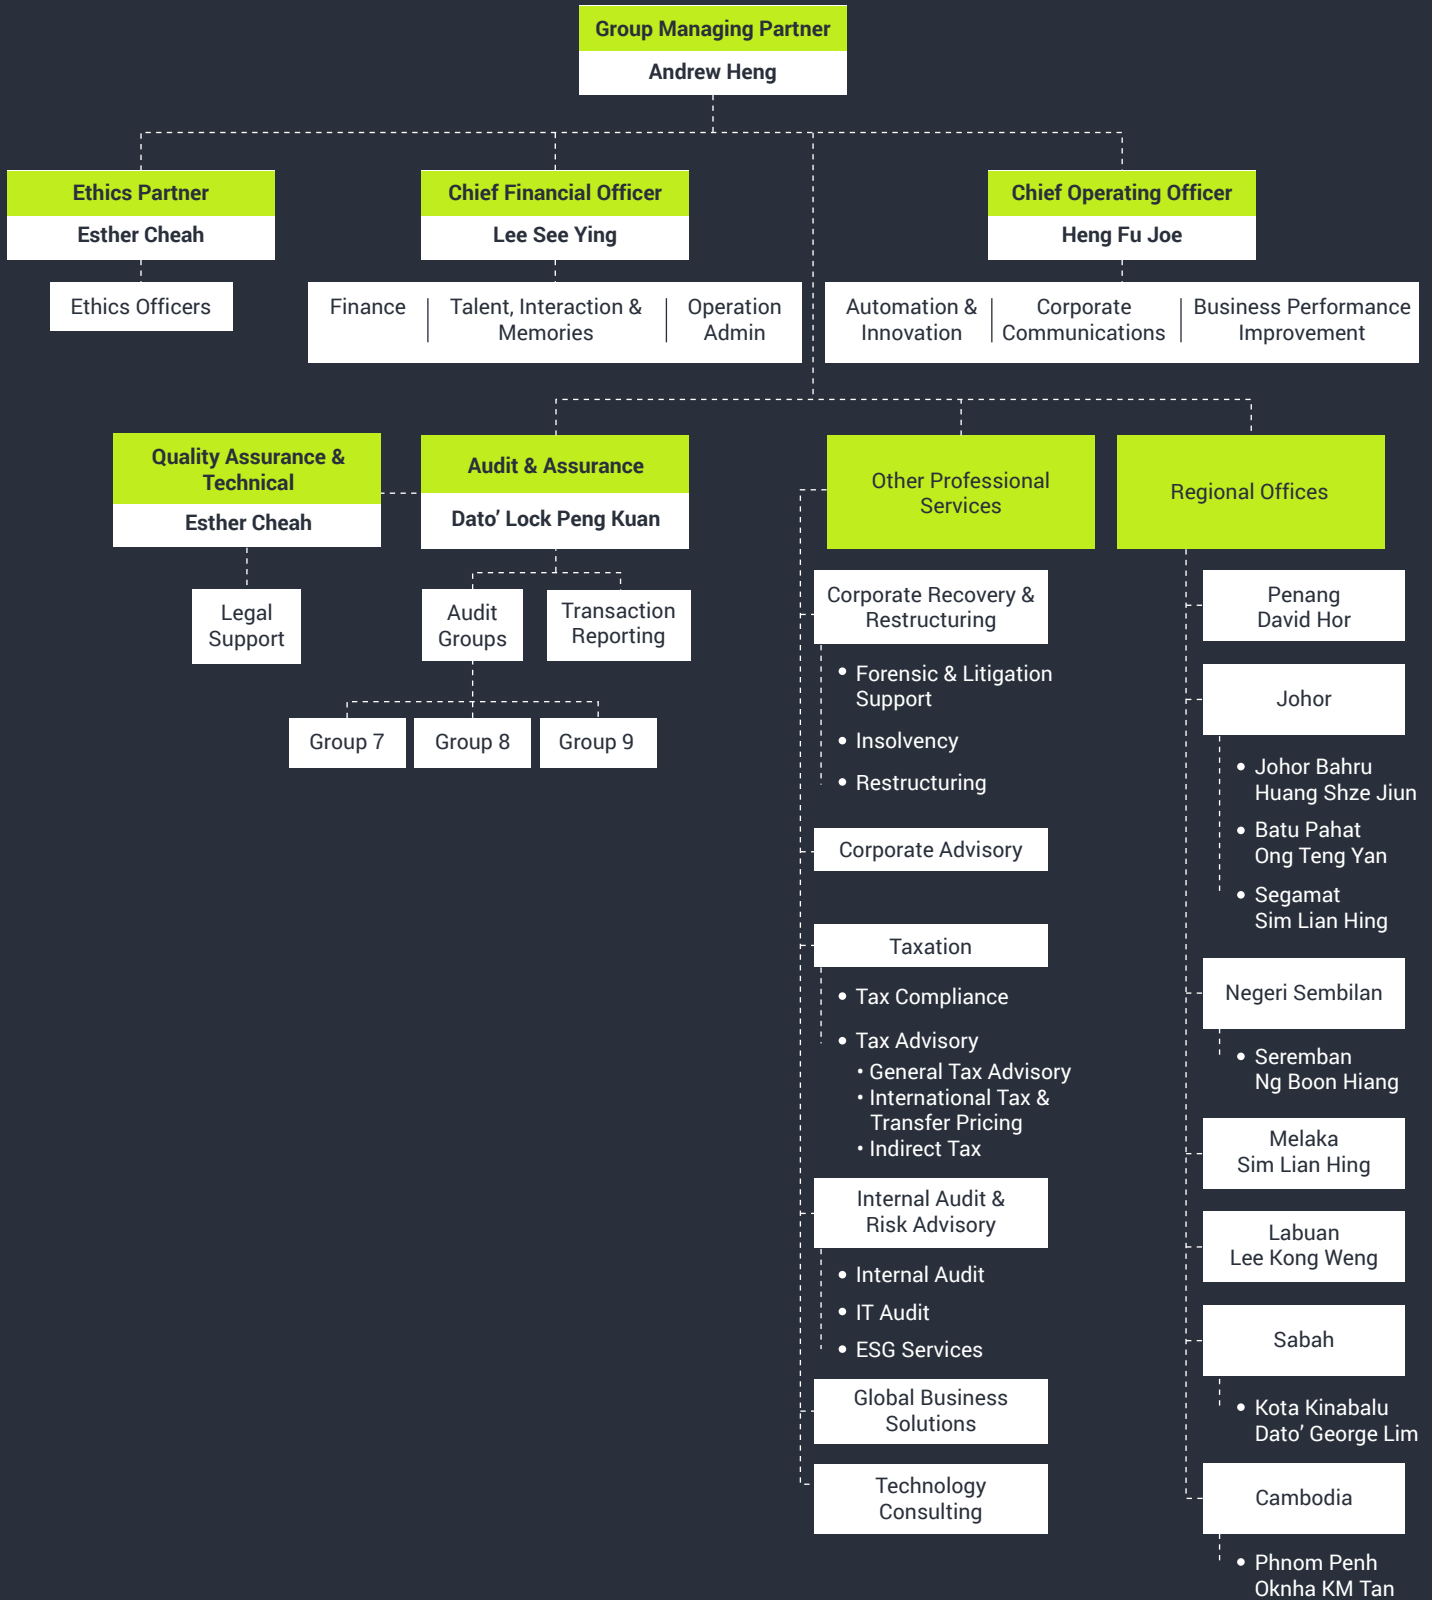 Group Managing Partner
Andrew Heng
Ethics Partner
Esther Cheah
Ethics Officers
Chief Financial Officer
Lee See Ying
Finance
Talent, Interaction &
Memories
Operation
Admin
Chief Operating Officer
Heng Fu Joe
Automation &
Innovation
Corporate
Communications
Business Performance
Improvement
Quality Assurance &
Technical
Esther Cheah
Legal
Support
Audit & Assurance
Dato’ Lock Peng Kuan
Audit
Groups
Transaction
Reporting
Group 7
Group 8
Group 9
Other Professional
Services
Corporate Recovery &
Restructuring
• Forensic & Litigation
Support
• Insolvency
• Restructuring
Corporate Advisory
Taxation
• Tax Compliance
• Tax Advisory
• General Tax Advisory
• International Tax &
Transfer Pricing
• Indirect Tax
Internal Audit &
Risk Advisory
• Internal Audit
• IT Audit
• ESG Services
Global Business
Solutions
Technology
Consulting
Regional Offices
Penang
David Hor
Johor
• Johor Bahru
Huang Shze Jiun
• Batu Pahat
Ong Teng Yan
• Segamat
Sim Lian Hing
Negeri Sembilan
• Seremban
Ng Boon Hiang
Melaka
Sim Lian Hing
Labuan
Lee Kong Weng
Sabah
• Kota Kinabalu
Dato’ George Lim
Cambodia
• Phnom Penh
Oknha KM Tan